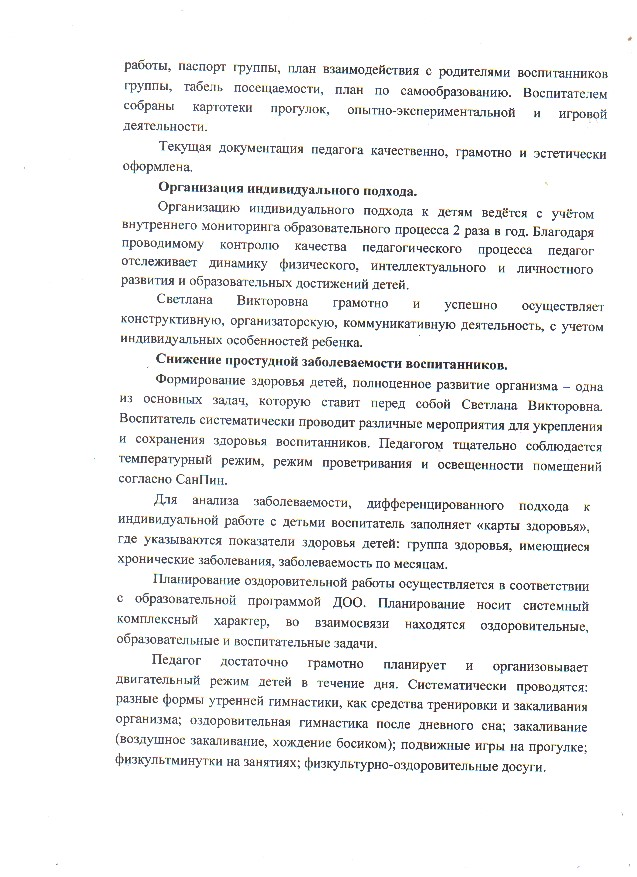 работы, паспорт группы, план взаимодействия с родителями воспитанников
группы, табель посещаемости, план по самообразованию. Воспитателем
собраны картотеки прогулок, опытно-экспериментальной и игровой
деятельности.
Текущая документация педагога качественно, грамотно и эстетически
оформлена.
Организация индивидуального подхода.
Организацию индивидуального подхода к детям ведётся с учётом
внутреннего мониторинга образовательного процесса 2 раза в год. Благодаря
проводимому контролю качества педагогического процесса педагог
отслеживает динамику физического, интеллектуального и личностного
развития и образовательных достижений детей.
Светлана Викторовна грамотно и успешно осуществляет
конструктивную, организаторскую, коммуникативную деятельность, с учетом
индивидуальных особенностей ребенка.
Снижение простудной заболеваемости воспитанников.
Формирование здоровья детей, полноценное развитие организма – одна
из основных задач, которую ставит перед собой Светлана Викторовна.
Воспитатель систематически проводит различные мероприятия для укрепления
и сохранения здоровья воспитанников. Педагогом тщательно соблюдается
температурный режим, режим проветривания и освещенности помещений
согласно СанПин.
Для анализа заболеваемости, дифференцированного подхода к
индивидуальной работе с детьми воспитатель заполняет «карты здоровья»,
где указываются показатели здоровья детей: группа здоровья, имеющиеся
хронические заболевания, заболеваемость по месяцам.
Планирование оздоровительной работы осуществляется в соответствии
с образовательной программой ДОО. Планирование носит системный
комплексный характер, во взаимосвязи находятся оздоровительные,
образовательные и воспитательные задачи.
Педагог достаточно грамотно планирует и организовывает
двигательный режим детей в течение дня. Систематически проводятся:
разные формы утренней гимнастики, как средства тренировки и закаливания
организма; оздоровительная гимнастика после дневного сна; закаливание
(воздушное закаливание, хождение босиком); подвижные игры на прогулке;
физкультминутки на занятиях; физкультурно-оздоровительные досуги.